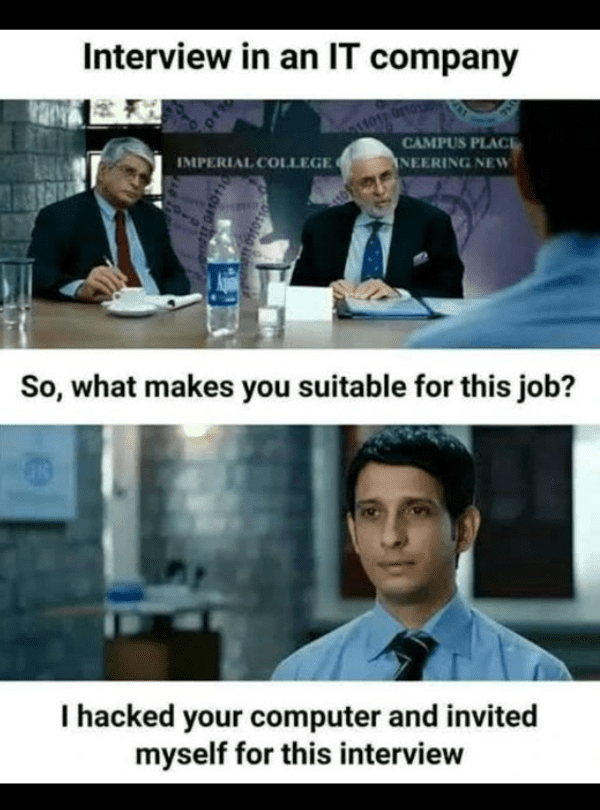 Interview in an IT company
CAMPUS PLAC
IMPERIAL COLLEGE
NEERING NEW
So, what makes you suitable for this job?
I hacked your computer and invited
myself for this interview